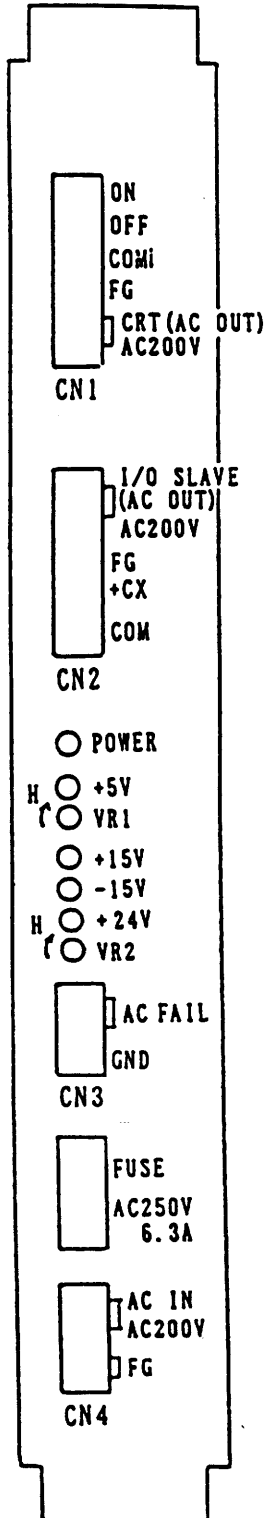 ON
OFF
COMi
FG
CRT(AC OUT)
AC200V
CN1
I/O SLAVE
(AC OUT)
AC200V
FG
+CX
COM
CN2
POWER
H +5V
VR1
+15V
-15V
H +24V
VR2
AC FAIL
GND
CN3
FUSE
AC250V
6.3A
AC IN
AC200V
FG
CN4